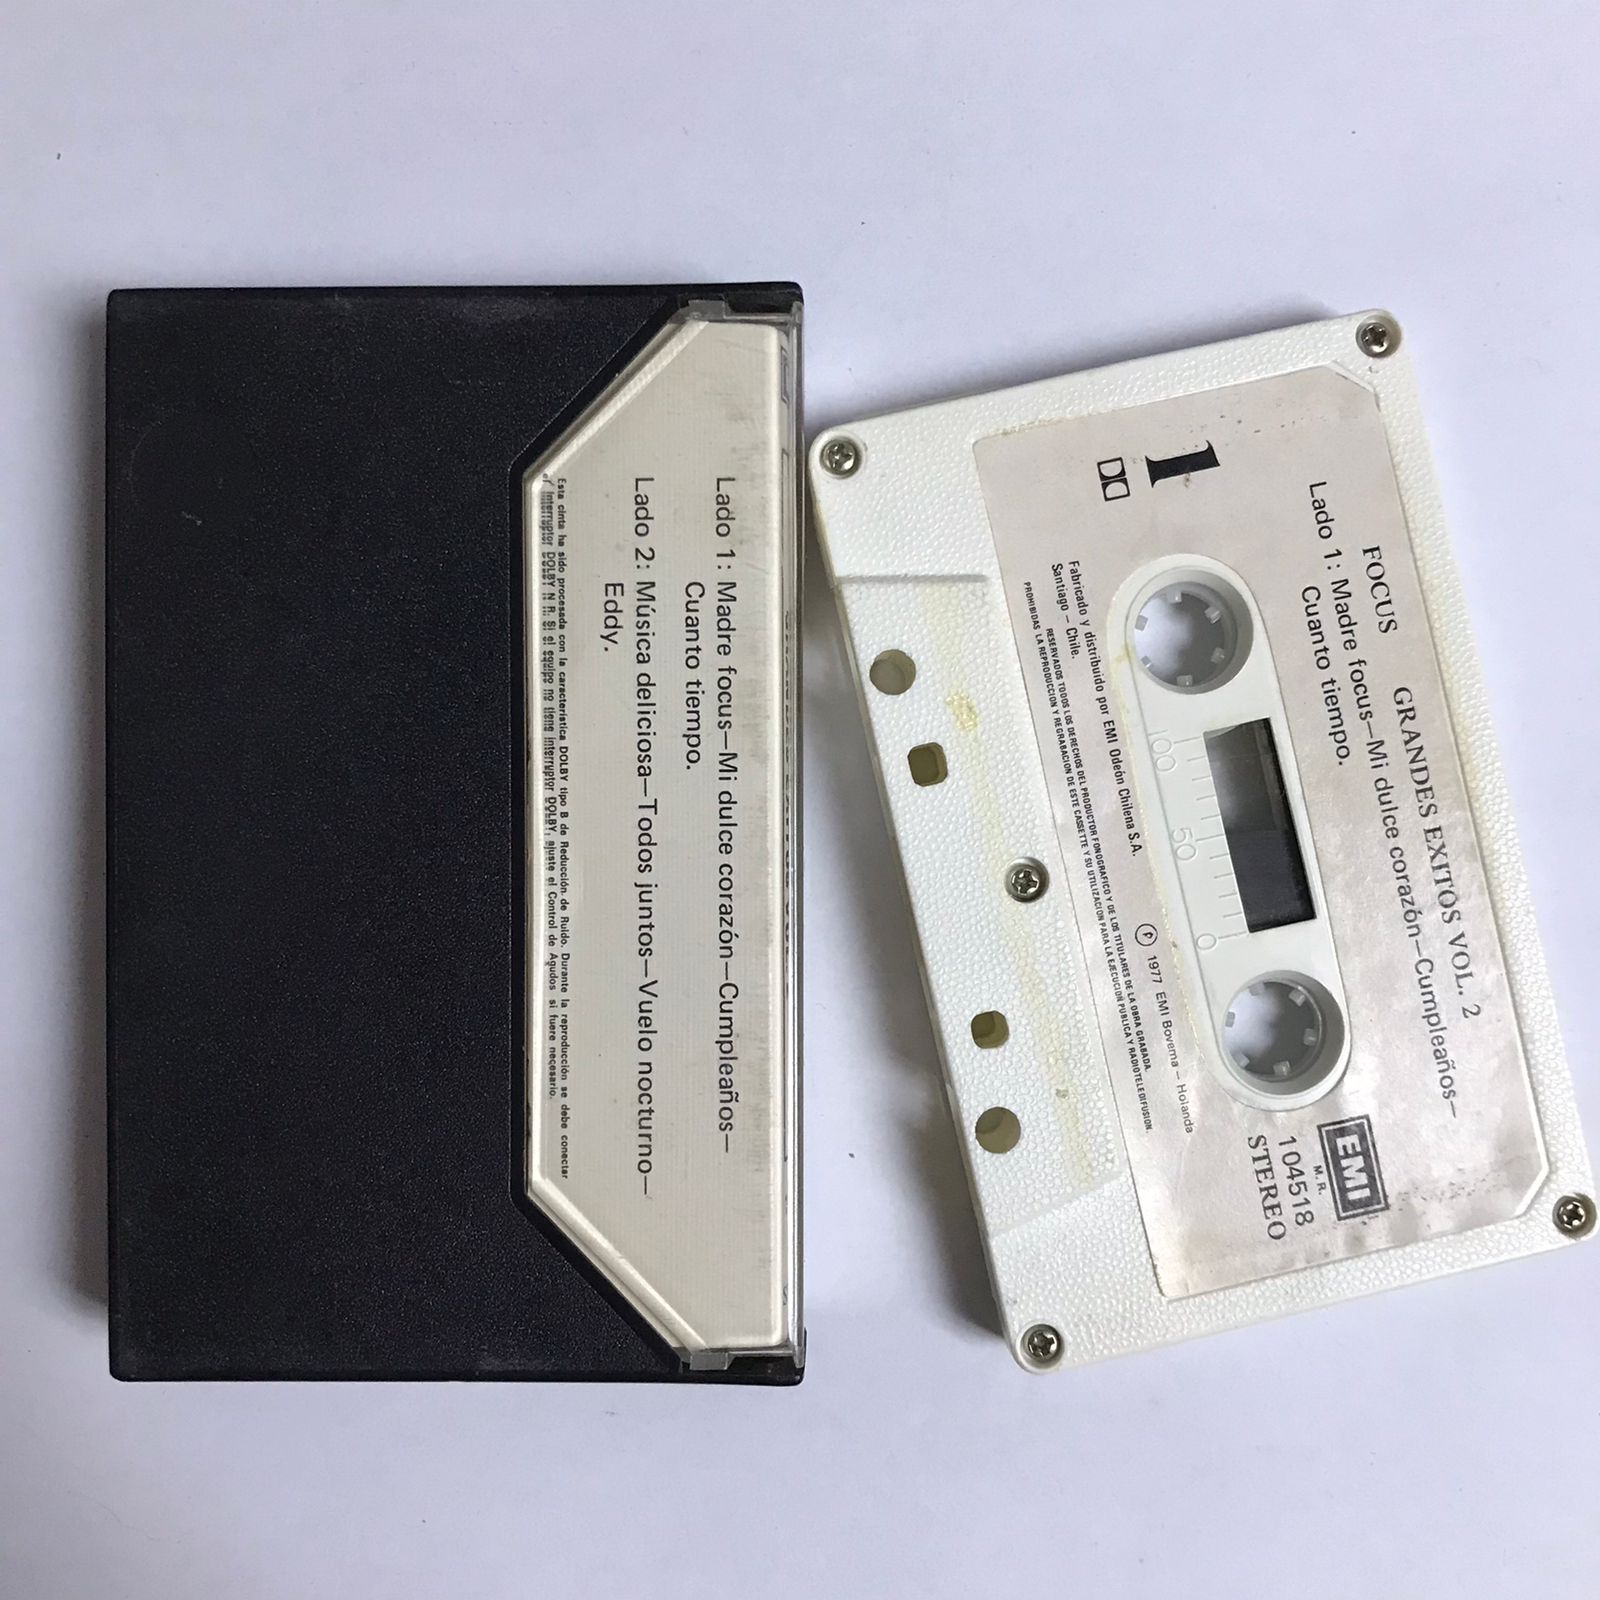 Lado 1: Madre focus—Mi dulce corazón—Cumpleaños—
Cuanto tiempo.
Lado 2: Música deliciosa—Todos juntos—Vuelo nocturno—
Eddy.
Esta cinta ha sido procesada con la característica DOLBY tipo B de Reducción de Ruido. Durante la reproducción se debe conectar
el interruptor DOLBY N R. Si el equipo no tiene interruptor DOLBY, ajuste el Control de Agudos si fuere necesario.
FOCUS GRANDES EXITOS VOL. 2
Lado 1: Madre focus—Mi dulce corazón—Cumpleaños—
Cuanto tiempo.
1
EMI
M.R.
104518
STEREO
100 50 0
Ⓟ 1977 EMI Bovema — Holanda
Fabricado y distribuido por EMI Odeón Chilena S.A.
Santiago — Chile.
RESERVADOS TODOS LOS DERECHOS DEL PRODUCTOR FONOGRAFICO Y DE LOS TITULARES DE LA OBRA GRABADA.
PROHIBIDAS LA REPRODUCCION Y REGRABACION DE ESTE CASSETTE Y SU UTILIZACION PARA LA EJECUCION PUBLICA Y RADIOTELEDIFUSION.